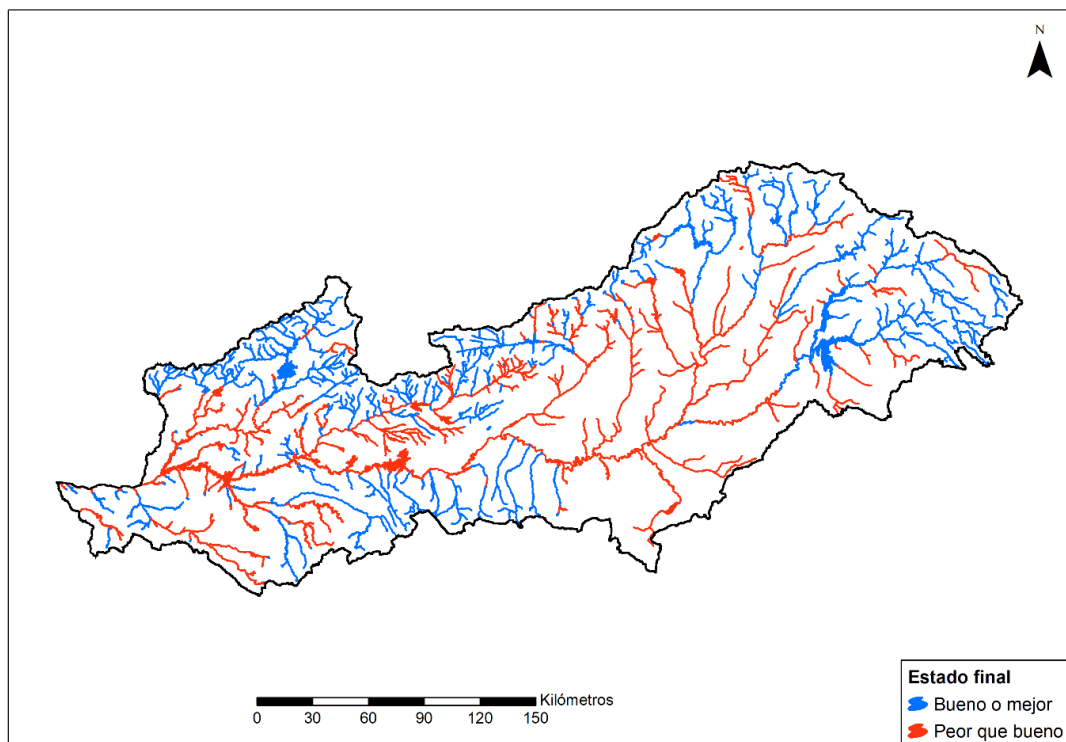 N
Kilómetros
0 30 60 90 120 150
Estado final
Bueno o mejor
Peor que bueno